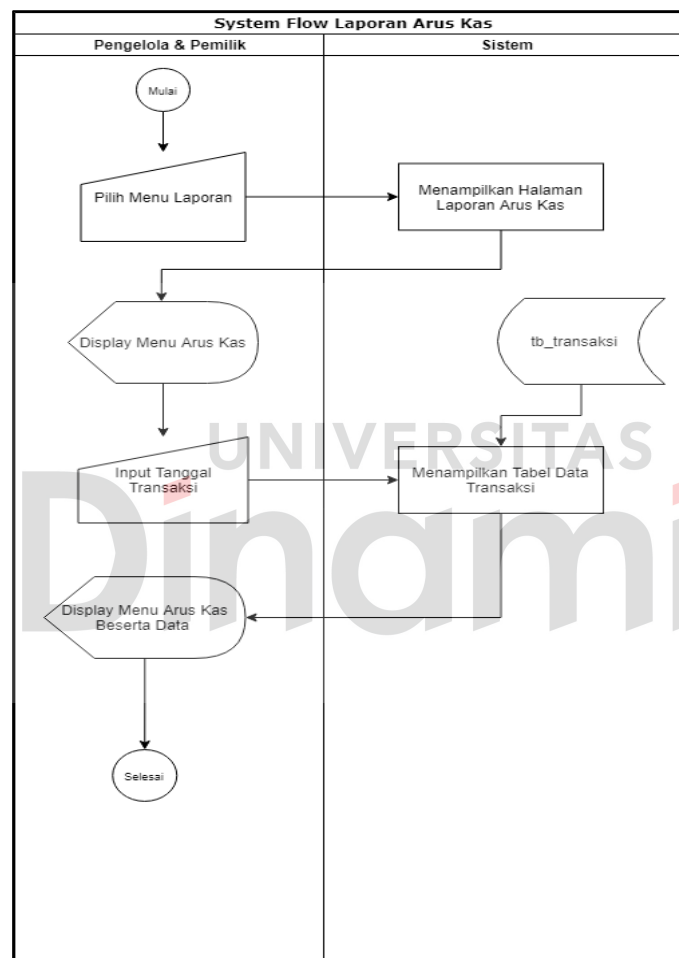 System Flow Laporan Arus Kas
Pengelola & Pemilik
Sistem
Mulai
Pilih Menu Laporan
Menampilkan Halaman
Laporan Arus Kas
Display Menu Arus Kas
tb_transaksi
UNIVERSITAS
Input Tanggal
Transaksi
Menampilkan Tabel Data
Transaksi
Dinami
Display Menu Arus Kas
Beserta Data
Selesai